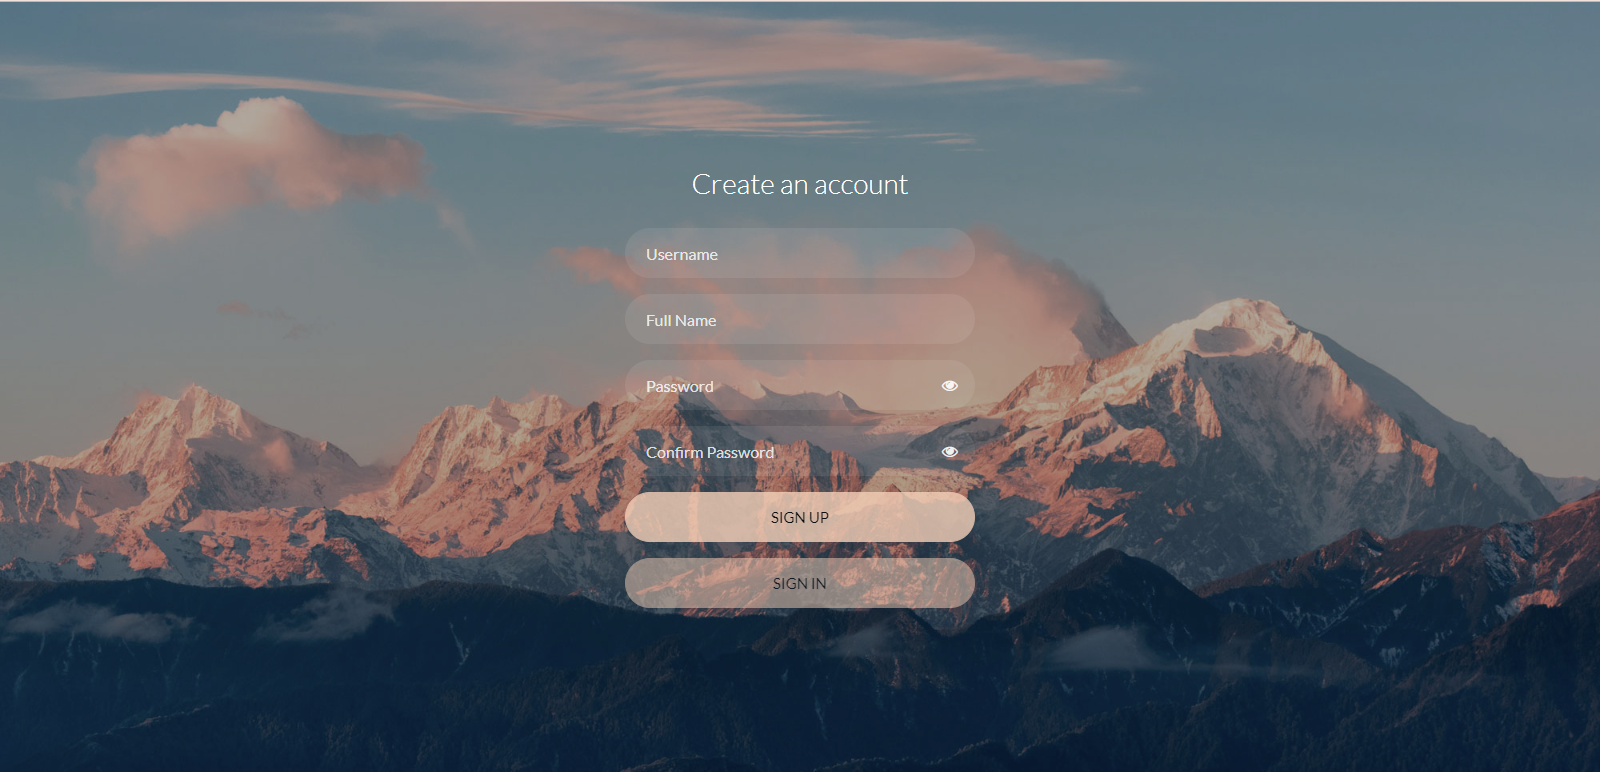 Create an account
Username
Full Name
Password
Confirm Password
SIGN UP
SIGN IN